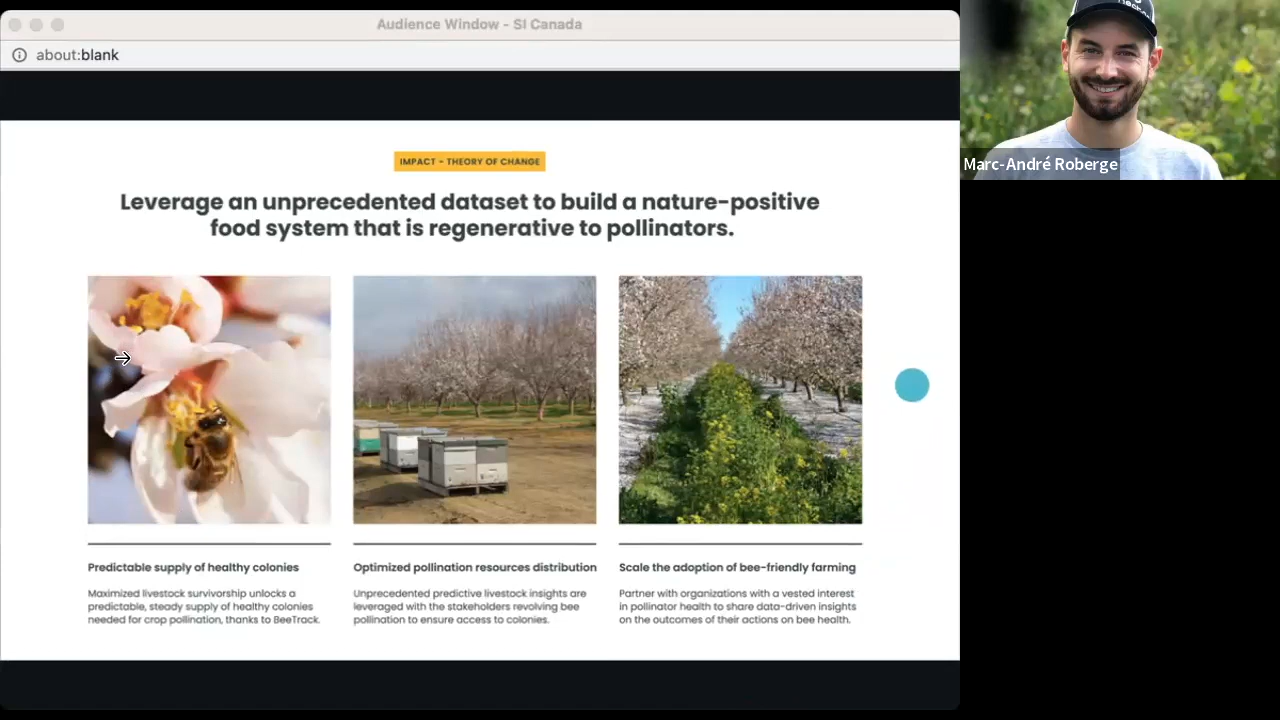 Audience Window - SI Canada
about:blank
IMPACT - THEORY OF CHANGE
Leverage an unprecedented dataset to build a nature-positive
food system that is regenerative to pollinators.
Predictable supply of healthy colonies
Maximized livestock survivorship unlocks a
predictable, steady supply of healthy colonies
needed for crop pollination, thanks to BeeTrack.
Optimized pollination resources distribution
Unprecedented predictive livestock insights are
leveraged with the stakeholders revolving bee
pollination to ensure access to colonies.
Scale the adoption of bee-friendly farming
Partner with organizations with a vested interest
in pollinator health to share data-driven insights
on the outcomes of their actions on bee health.
Marc-André Roberge